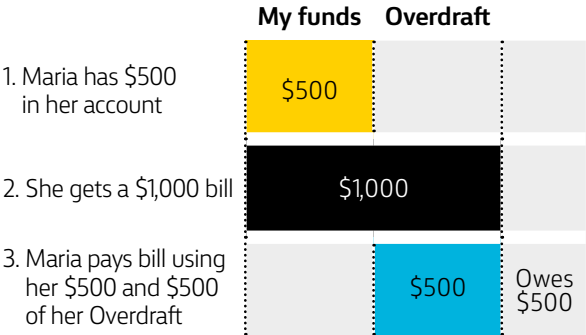 My funds Overdraft
1. Maria has $500
in her account
$500
2. She gets a $1,000 bill
$1,000
3. Maria pays bill using
her $500 and $500
of her Overdraft
$500
Owes
$500